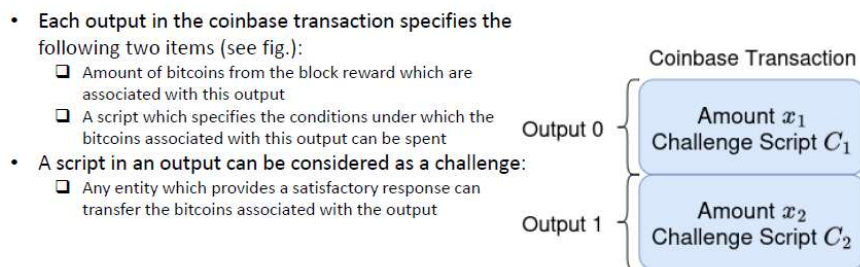 • Each output in the coinbase transaction specifies the
following two items (see fig.):
❑ Amount of bitcoins from the block reward which are
associated with this output
❑ A script which specifies the conditions under which the
bitcoins associated with this output can be spent
• A script in an output can be considered as a challenge:
❑ Any entity which provides a satisfactory response can
transfer the bitcoins associated with the output
Coinbase Transaction
Output 0
Amount x₁
Challenge Script C₁
Output 1
Amount x₂
Challenge Script C₂